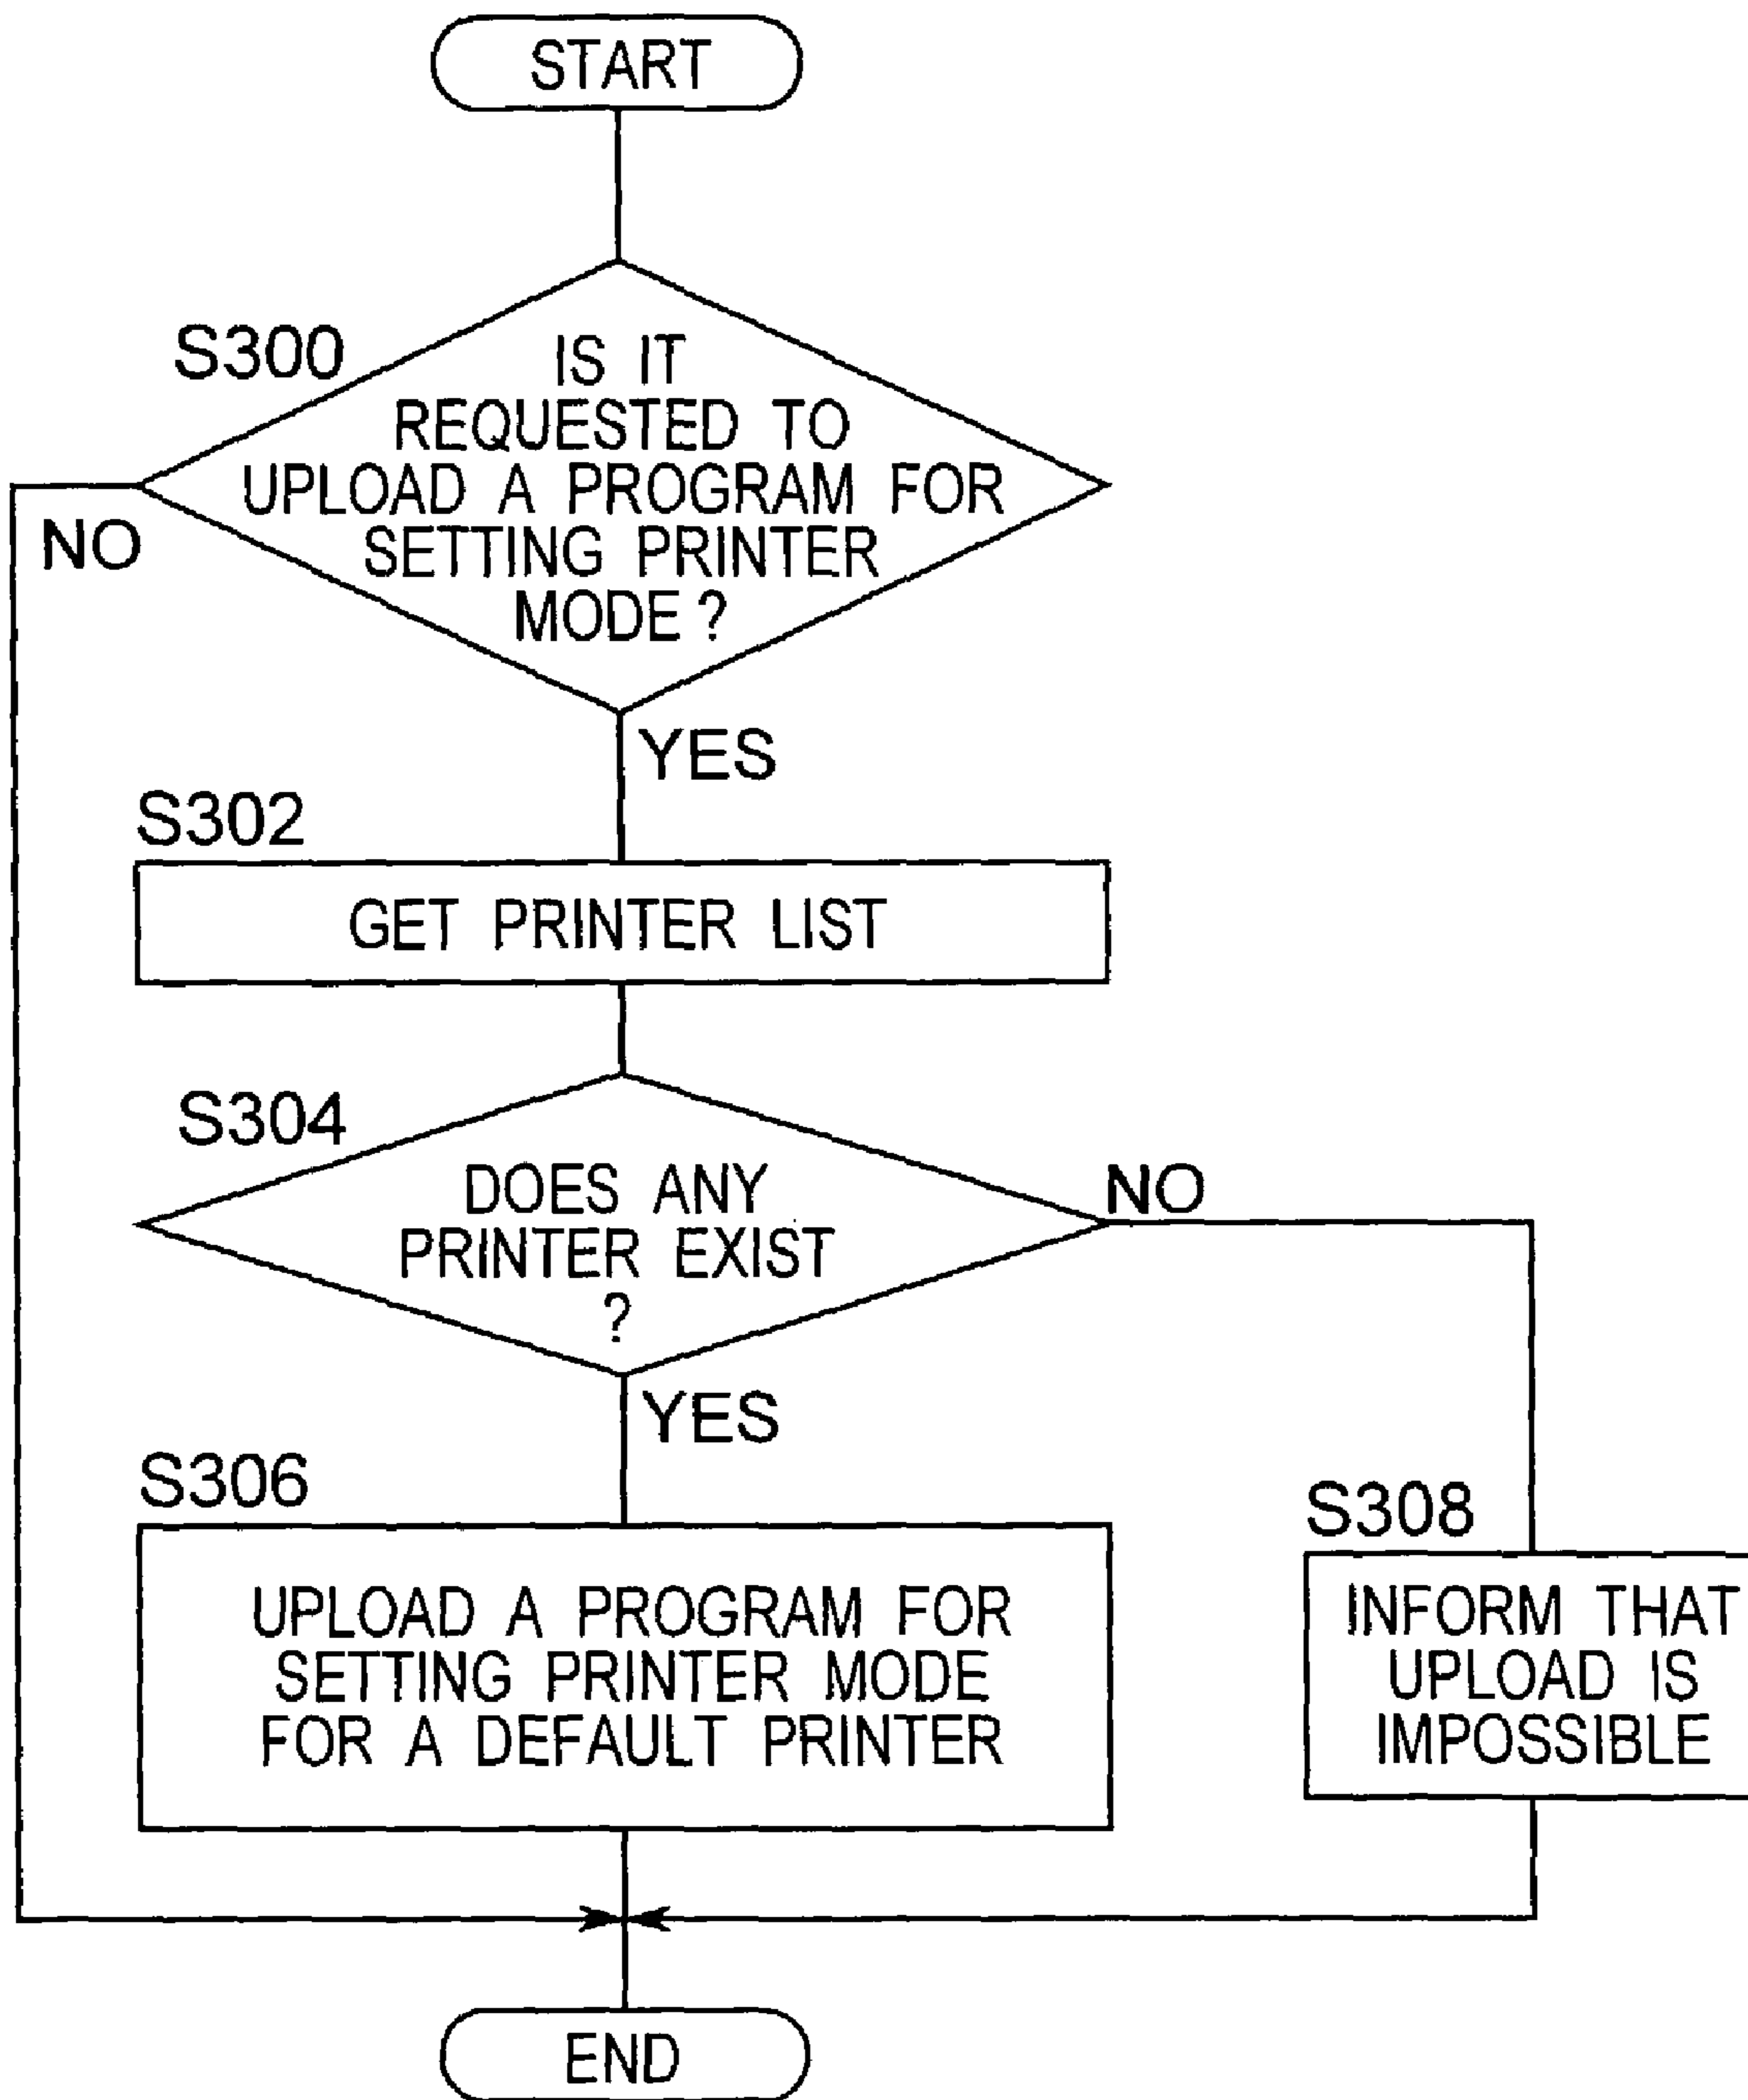 START
S300
IS IT
REQUESTED TO
UPLOAD A PROGRAM FOR
SETTING PRINTER
MODE ?
NO
YES
S302
GET PRINTER LIST
S304
DOES ANY
PRINTER EXIST
?
NO
YES
S306
UPLOAD A PROGRAM FOR
SETTING PRINTER MODE
FOR A DEFAULT PRINTER
S308
INFORM THAT
UPLOAD IS
IMPOSSIBLE
END